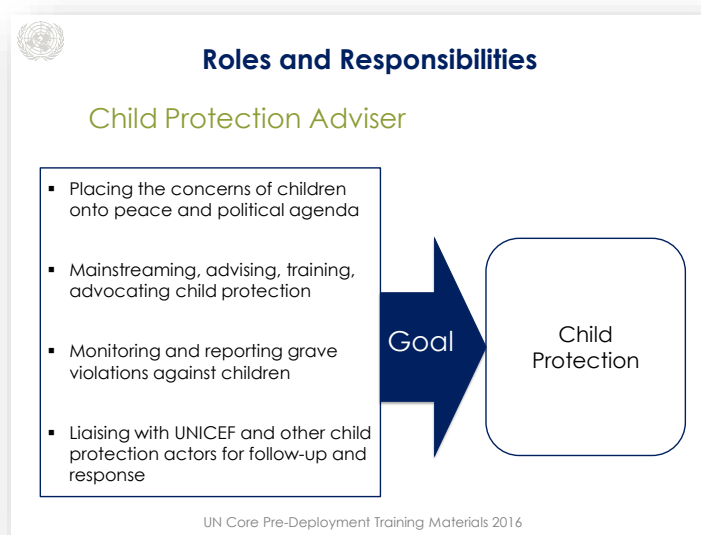 Roles and Responsibilities
Child Protection Adviser
▪ Placing the concerns of children
onto peace and political agenda
▪ Mainstreaming, advising, training,
advocating child protection
▪ Monitoring and reporting grave
violations against children
▪ Liaising with UNICEF and other child
protection actors for follow-up and
response
Goal
Child
Protection
UN Core Pre-Deployment Training Materials 2016